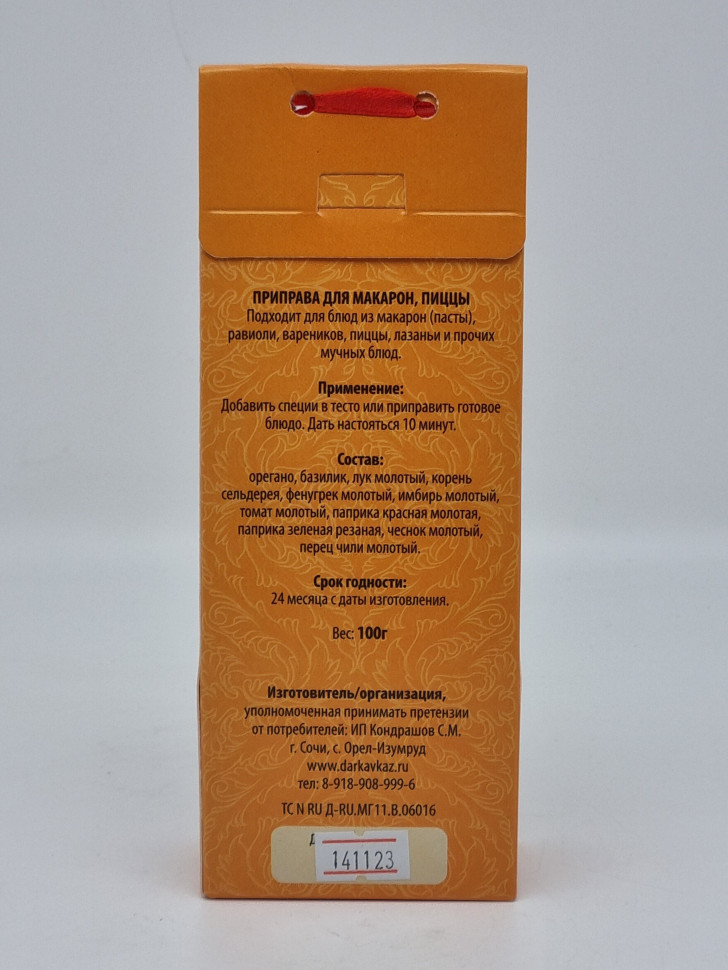 ПРИПРАВА ДЛЯ МАКАРОН, ПИЦЦЫ
Подходит для блюд из макарон (пасты),
равиоли, вареников, пиццы, лазаньи и прочих
мучных блюд.
Применение:
Добавить специи в тесто или приправить готовое
блюдо. Дать настояться 10 минут.
Состав:
орегано, базилик, лук молотый, корень
сельдерея, фенугрек молотый, имбирь молотый,
томат молотый, паприка красная молотая,
паприка зеленая резаная, чеснок молотый,
перец чили молотый.
Срок годности:
24 месяца с даты изготовления.
Вес: 100г
Изготовитель/организация,
уполномоченная принимать претензии
от потребителей: ИП Кондрашов С.М.
г. Сочи, с. Орел-Изумруд
www.darkavkaz.ru
тел: 8-918-908-999-6
ТС N RU Д-RU.МГ11.В.06016
141123